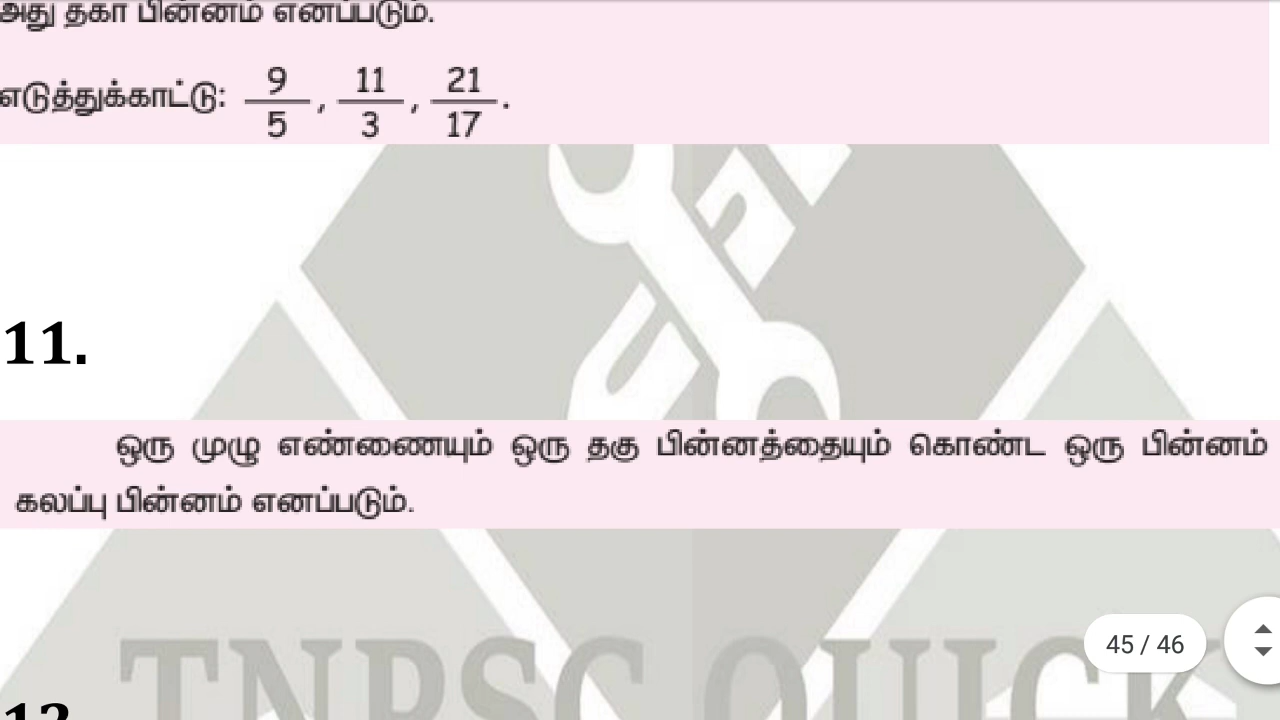 அது தகா பின்னம் எனப்படும்.
எடுத்துக்காட்டு: 9/5, 11/3, 21/17.
11.
ஒரு முழு எண்ணையும் ஒரு தகு பின்னத்தையும் கொண்ட ஒரு பின்னம்
கலப்பு பின்னம் எனப்படும்.
45 / 46
TNPSC QUICK
12.